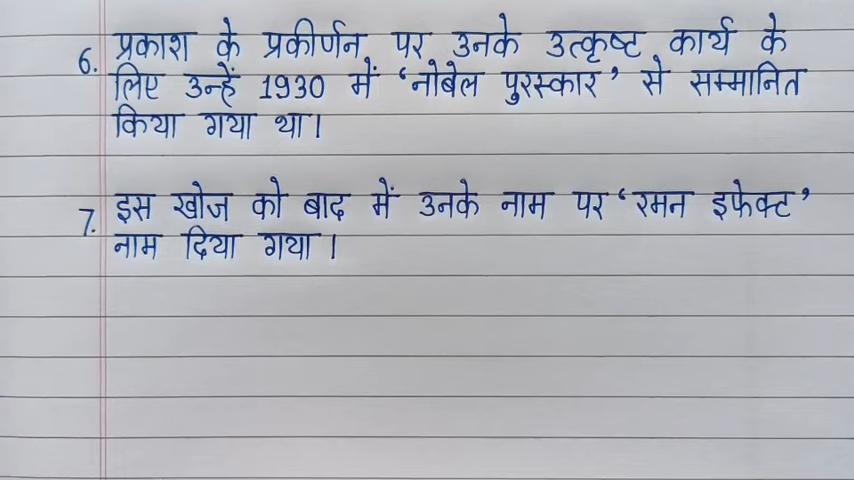 6. प्रकाश के प्रकीर्णन पर उनके उत्कृष्ट कार्य के
लिए उन्हें 1930 में ‘नोबेल पुरस्कार’ से सम्मानित
किया गया था।
7. इस खोज को बाद में उनके नाम पर ‘रमन इफेक्ट’
नाम दिया गया।